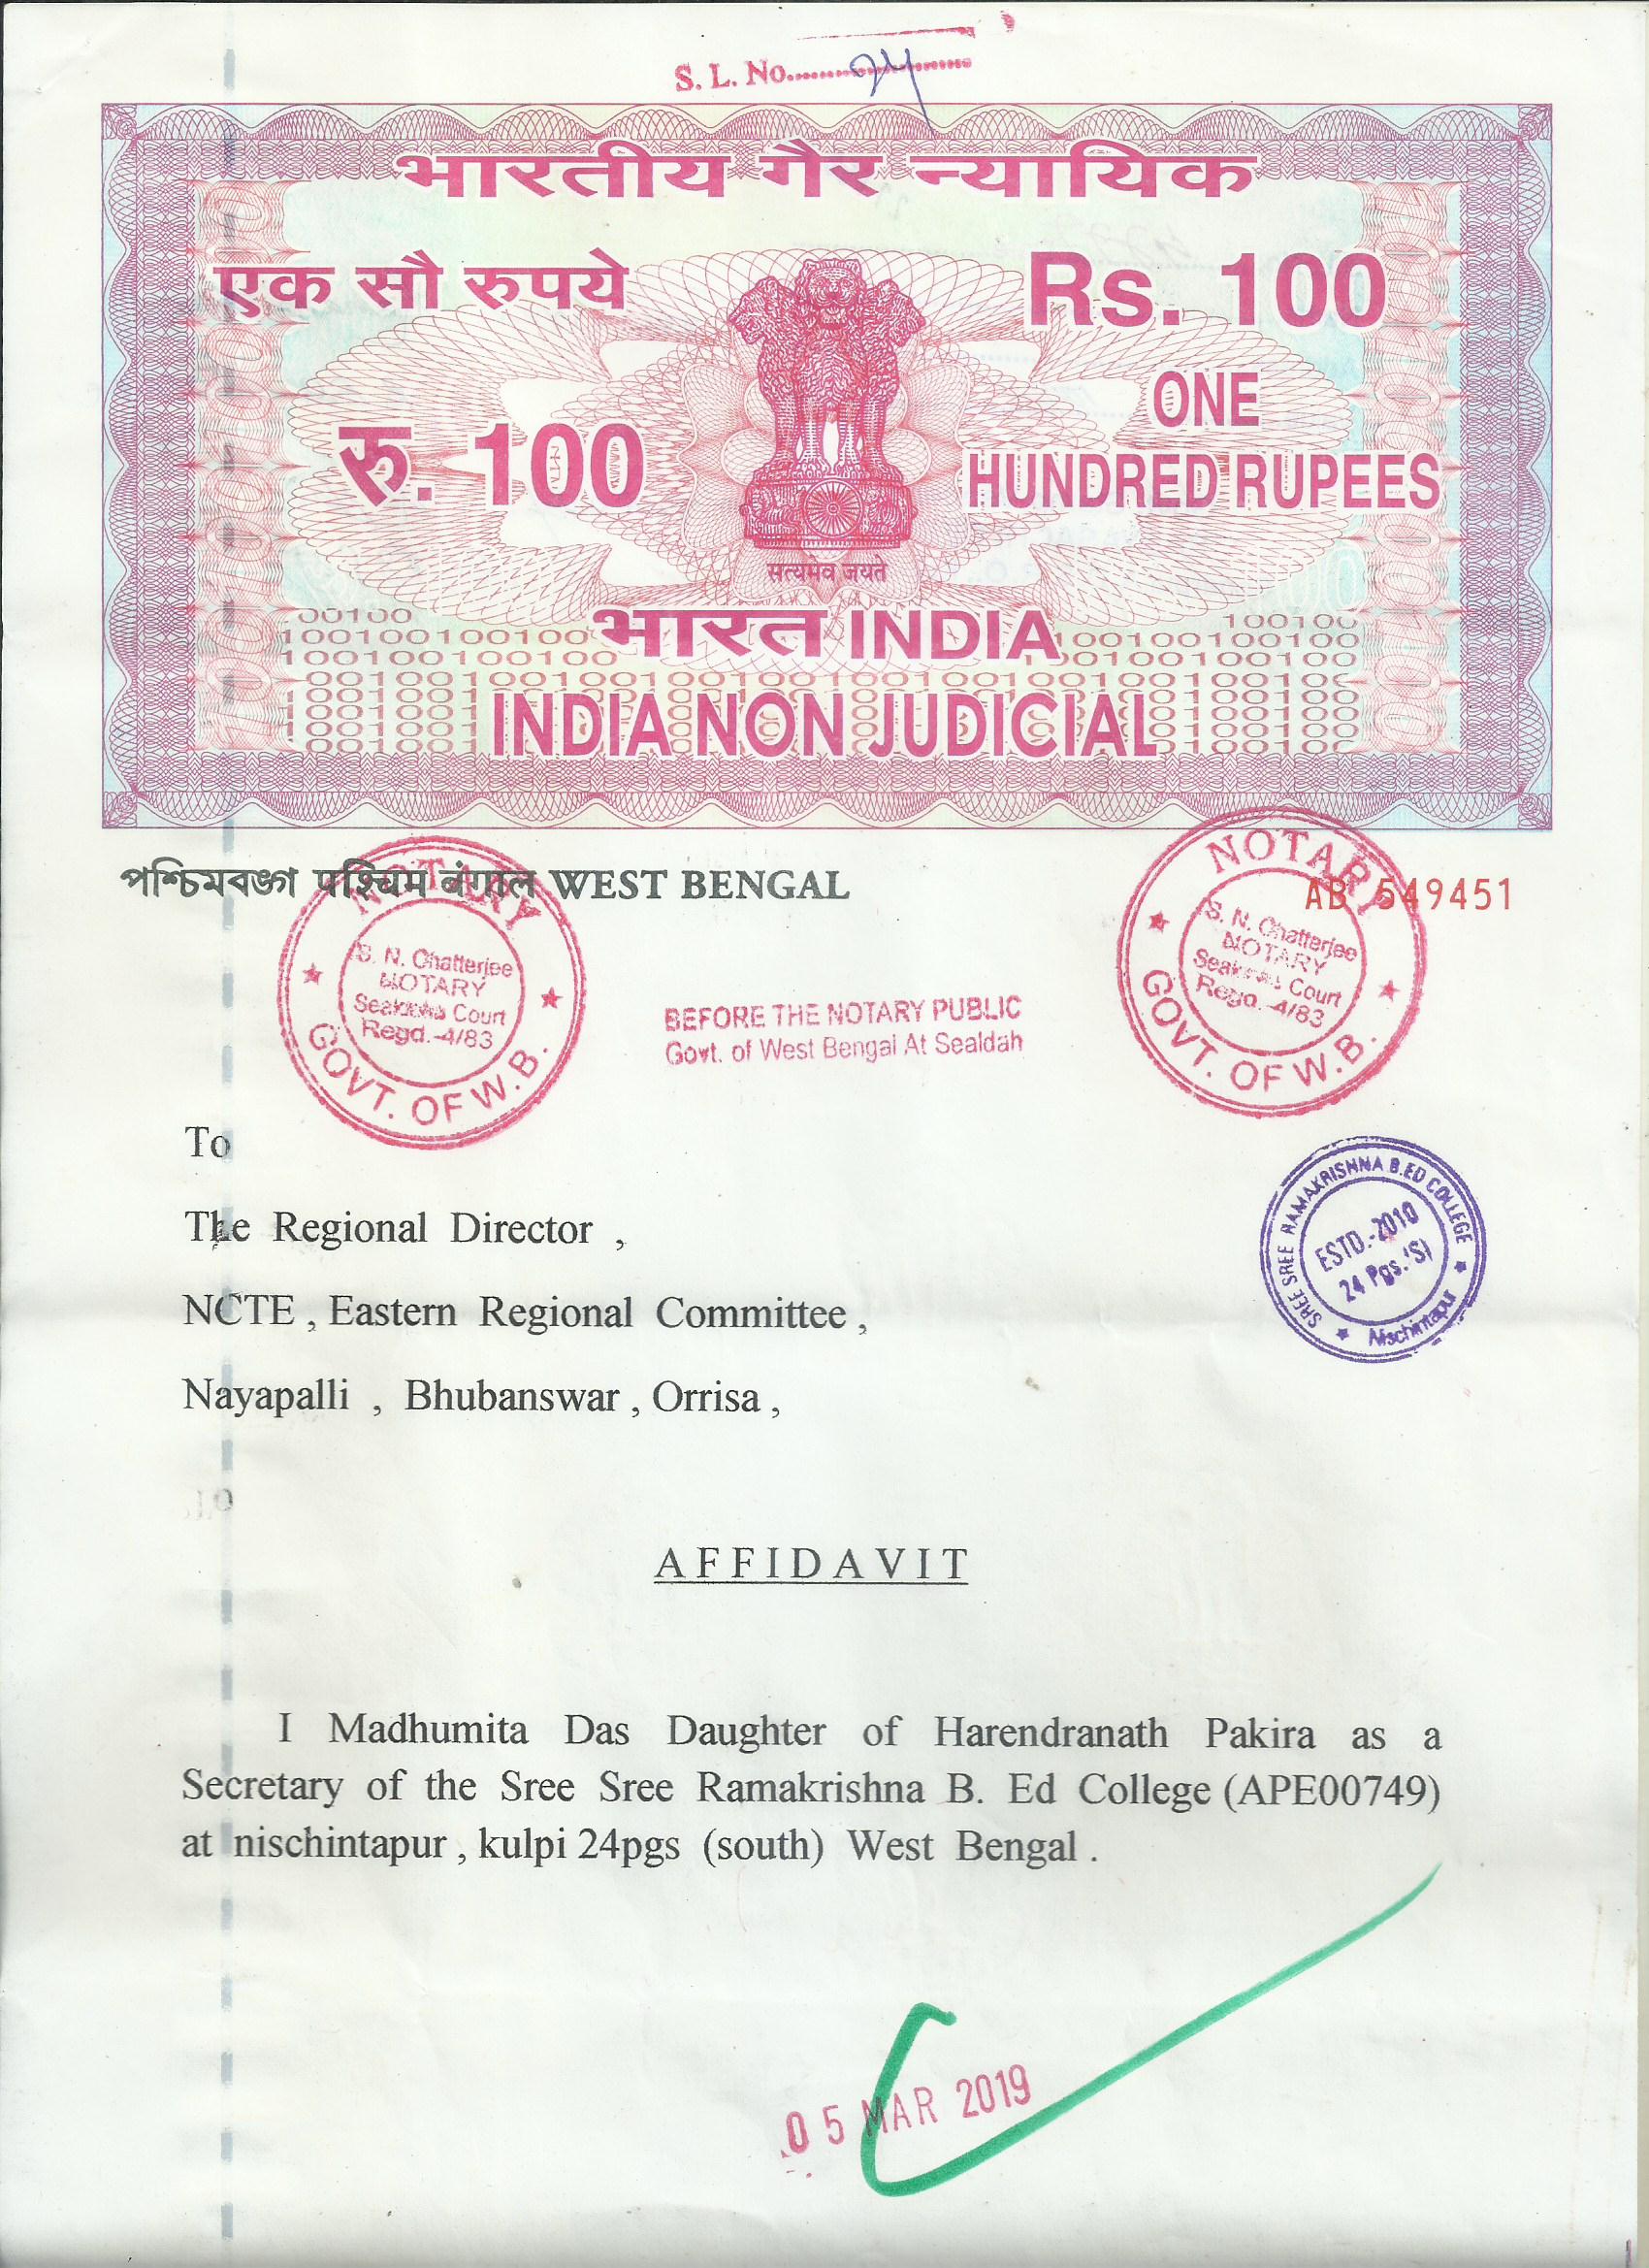 S. L. No.
भारतीय गैर न्यायिक
एक सौ रुपये
Rs. 100
रु. 100
ONE
HUNDRED RUPEES
सत्यमेव जयते
भारत INDIA
INDIA NON JUDICIAL
পশ্চিমবঙ্গ पश्चिम बंगाल WEST BENGAL
AB 549451
NOTARY
S. N. Chatterjee
NOTARY
Court
Regd.-4/83
GOVT. OF W.B.
BEFORE THE NOTARY PUBLIC
Govt. of West Bengal At Sealdah
NOTARY
S. N. Chatterjee
NOTARY
Court
Regd.-4/83
GOVT. OF W.B.
To
The Regional Director ,
NCTE , Eastern Regional Committee ,
Nayapalli , Bhubanswar , Orrisa ,
SREE SREE RAMAKRISHNA B.ED COLLEGE
ESTD.-2010
24 Pgs.(S)
Nischintapur
AFFIDAVIT
I Madhumita Das Daughter of Harendranath Pakira as a
Secretary of the Sree Sree Ramakrishna B. Ed College (APE00749)
at nischintapur , kulpi 24pgs (south) West Bengal .
05 MAR 2019